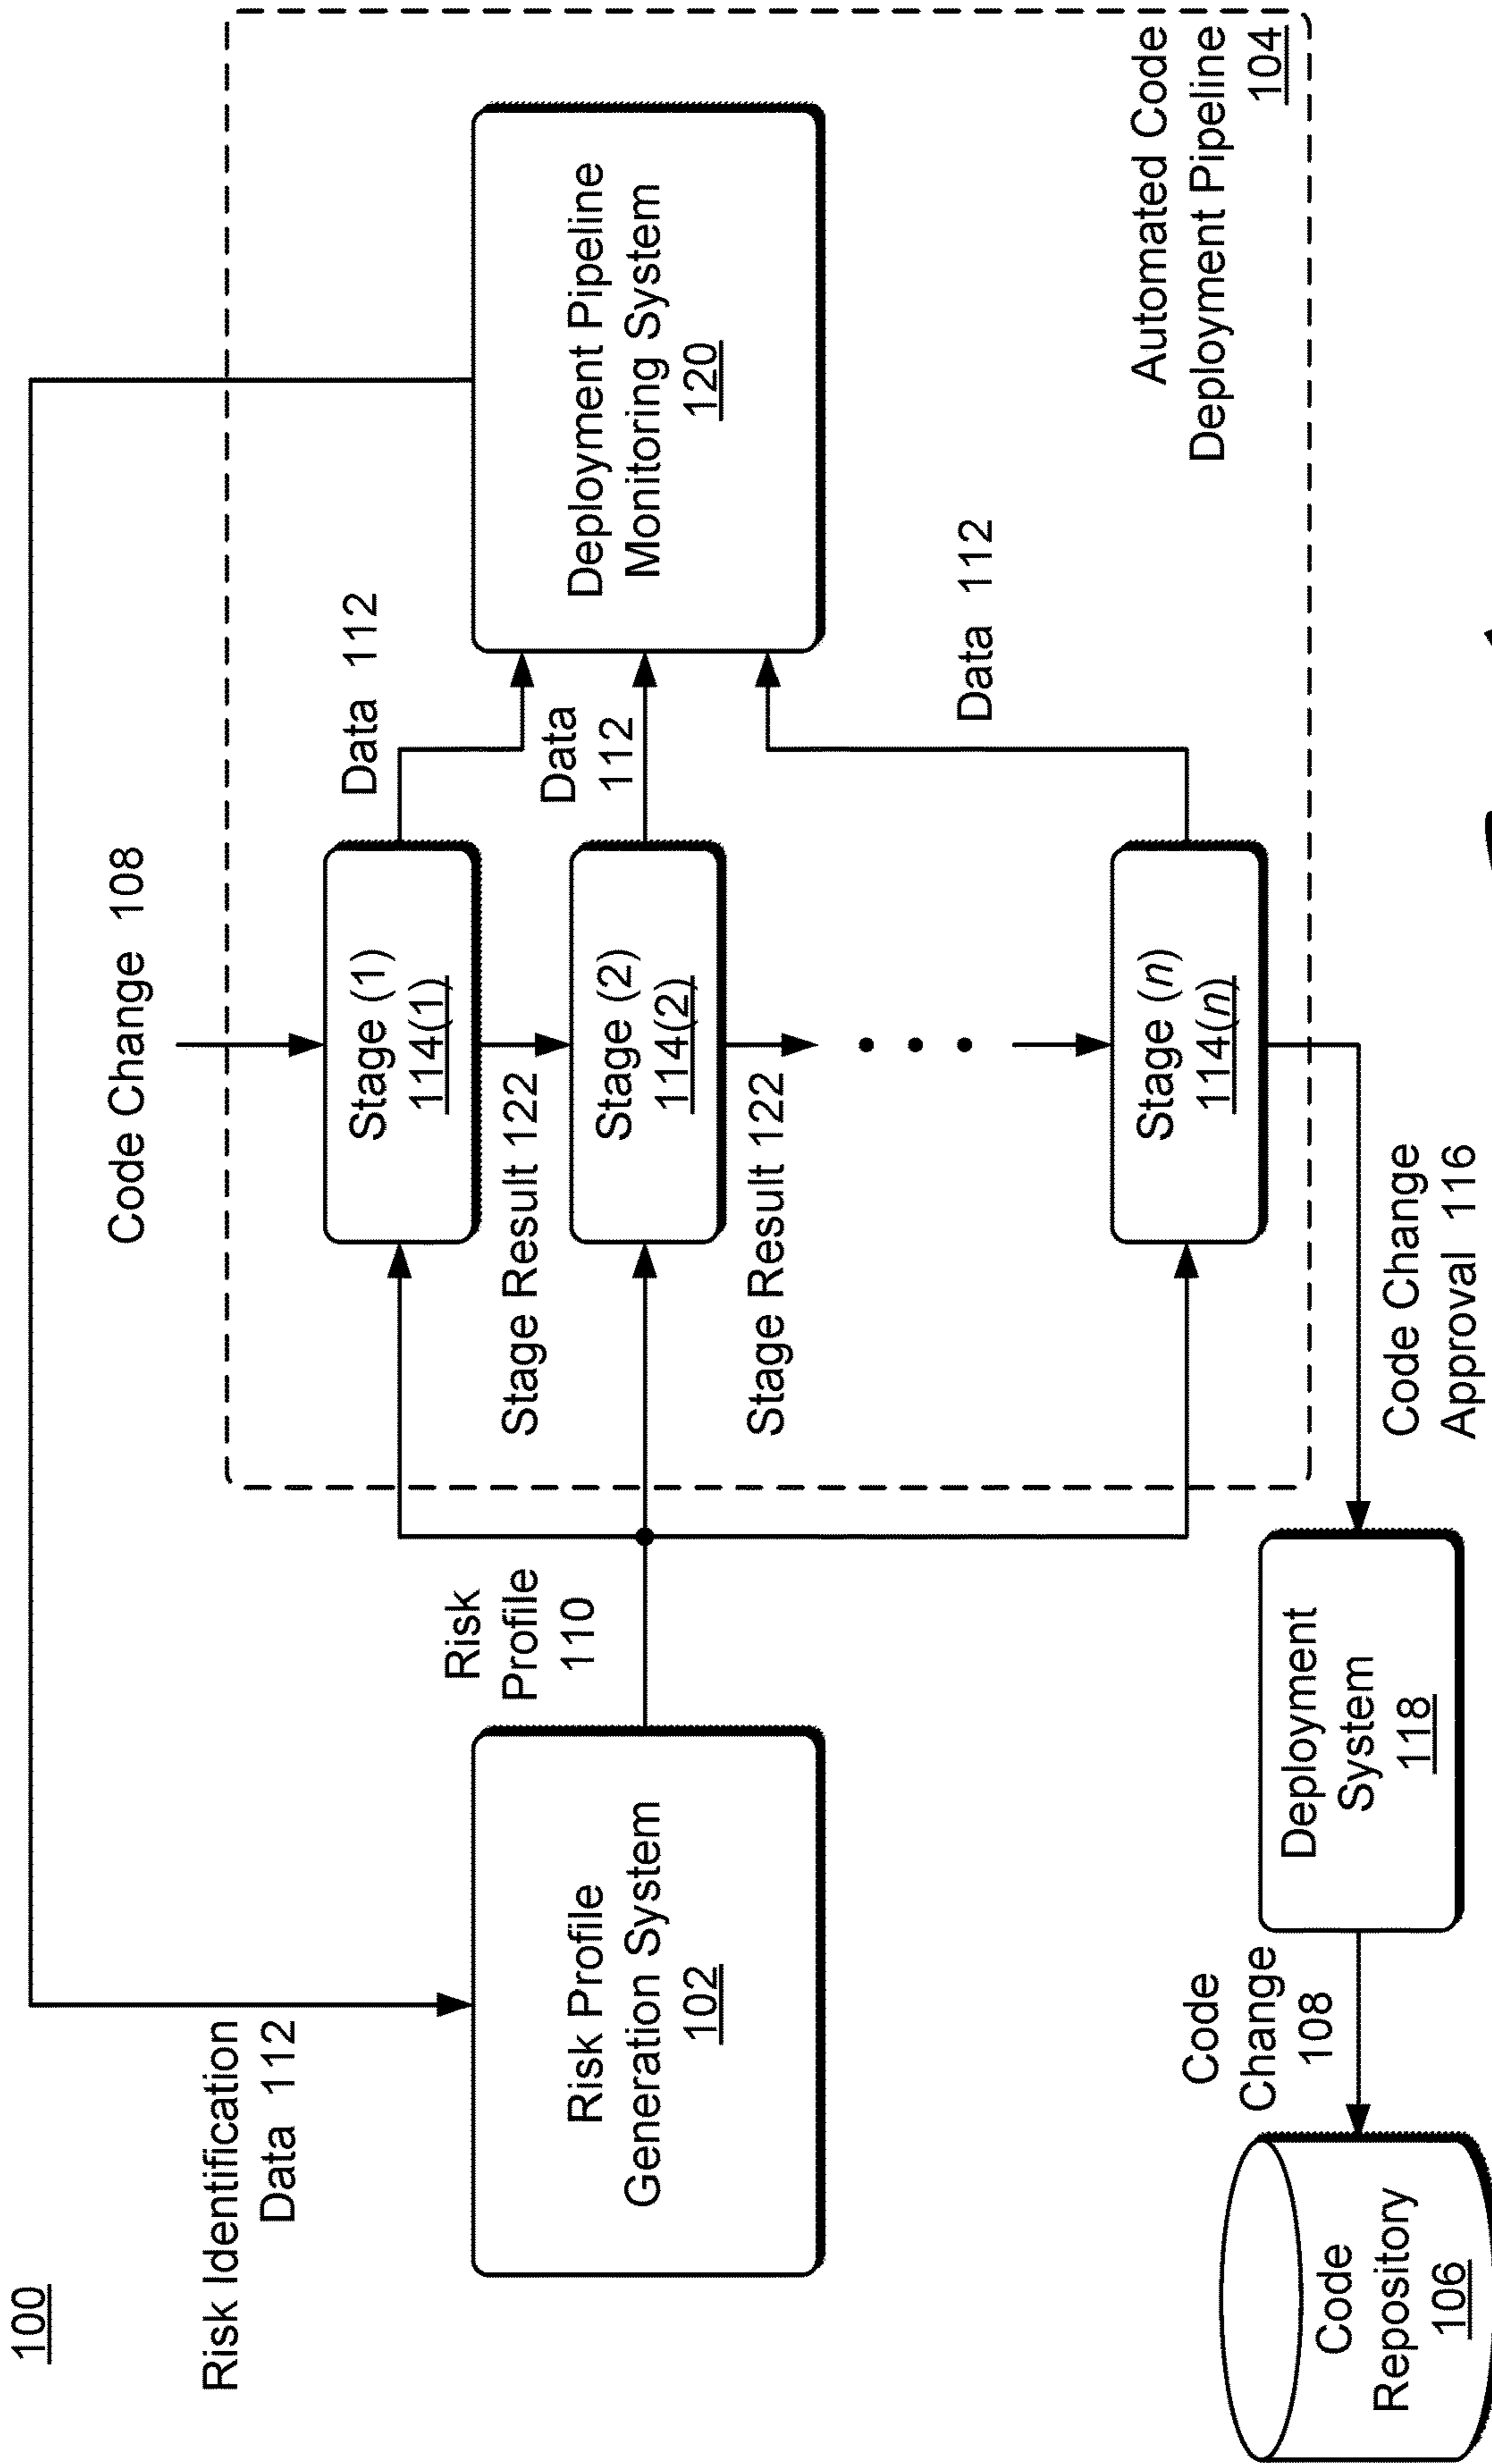 100
Code Change 108
Risk Identification
Data 112
Stage (1)
114(1)
Data 112
Stage Result 122
Risk
Profile
110
Risk Profile
Generation System
102
Stage (2)
114(2)
Data
112
Deployment Pipeline
Monitoring System
120
Stage Result 122
Data 112
Stage (n)
114(n)
Automated Code
Deployment Pipeline
104
Code
Change
108
Code
Repository
106
Deployment
System
118
Code Change
Approval 116